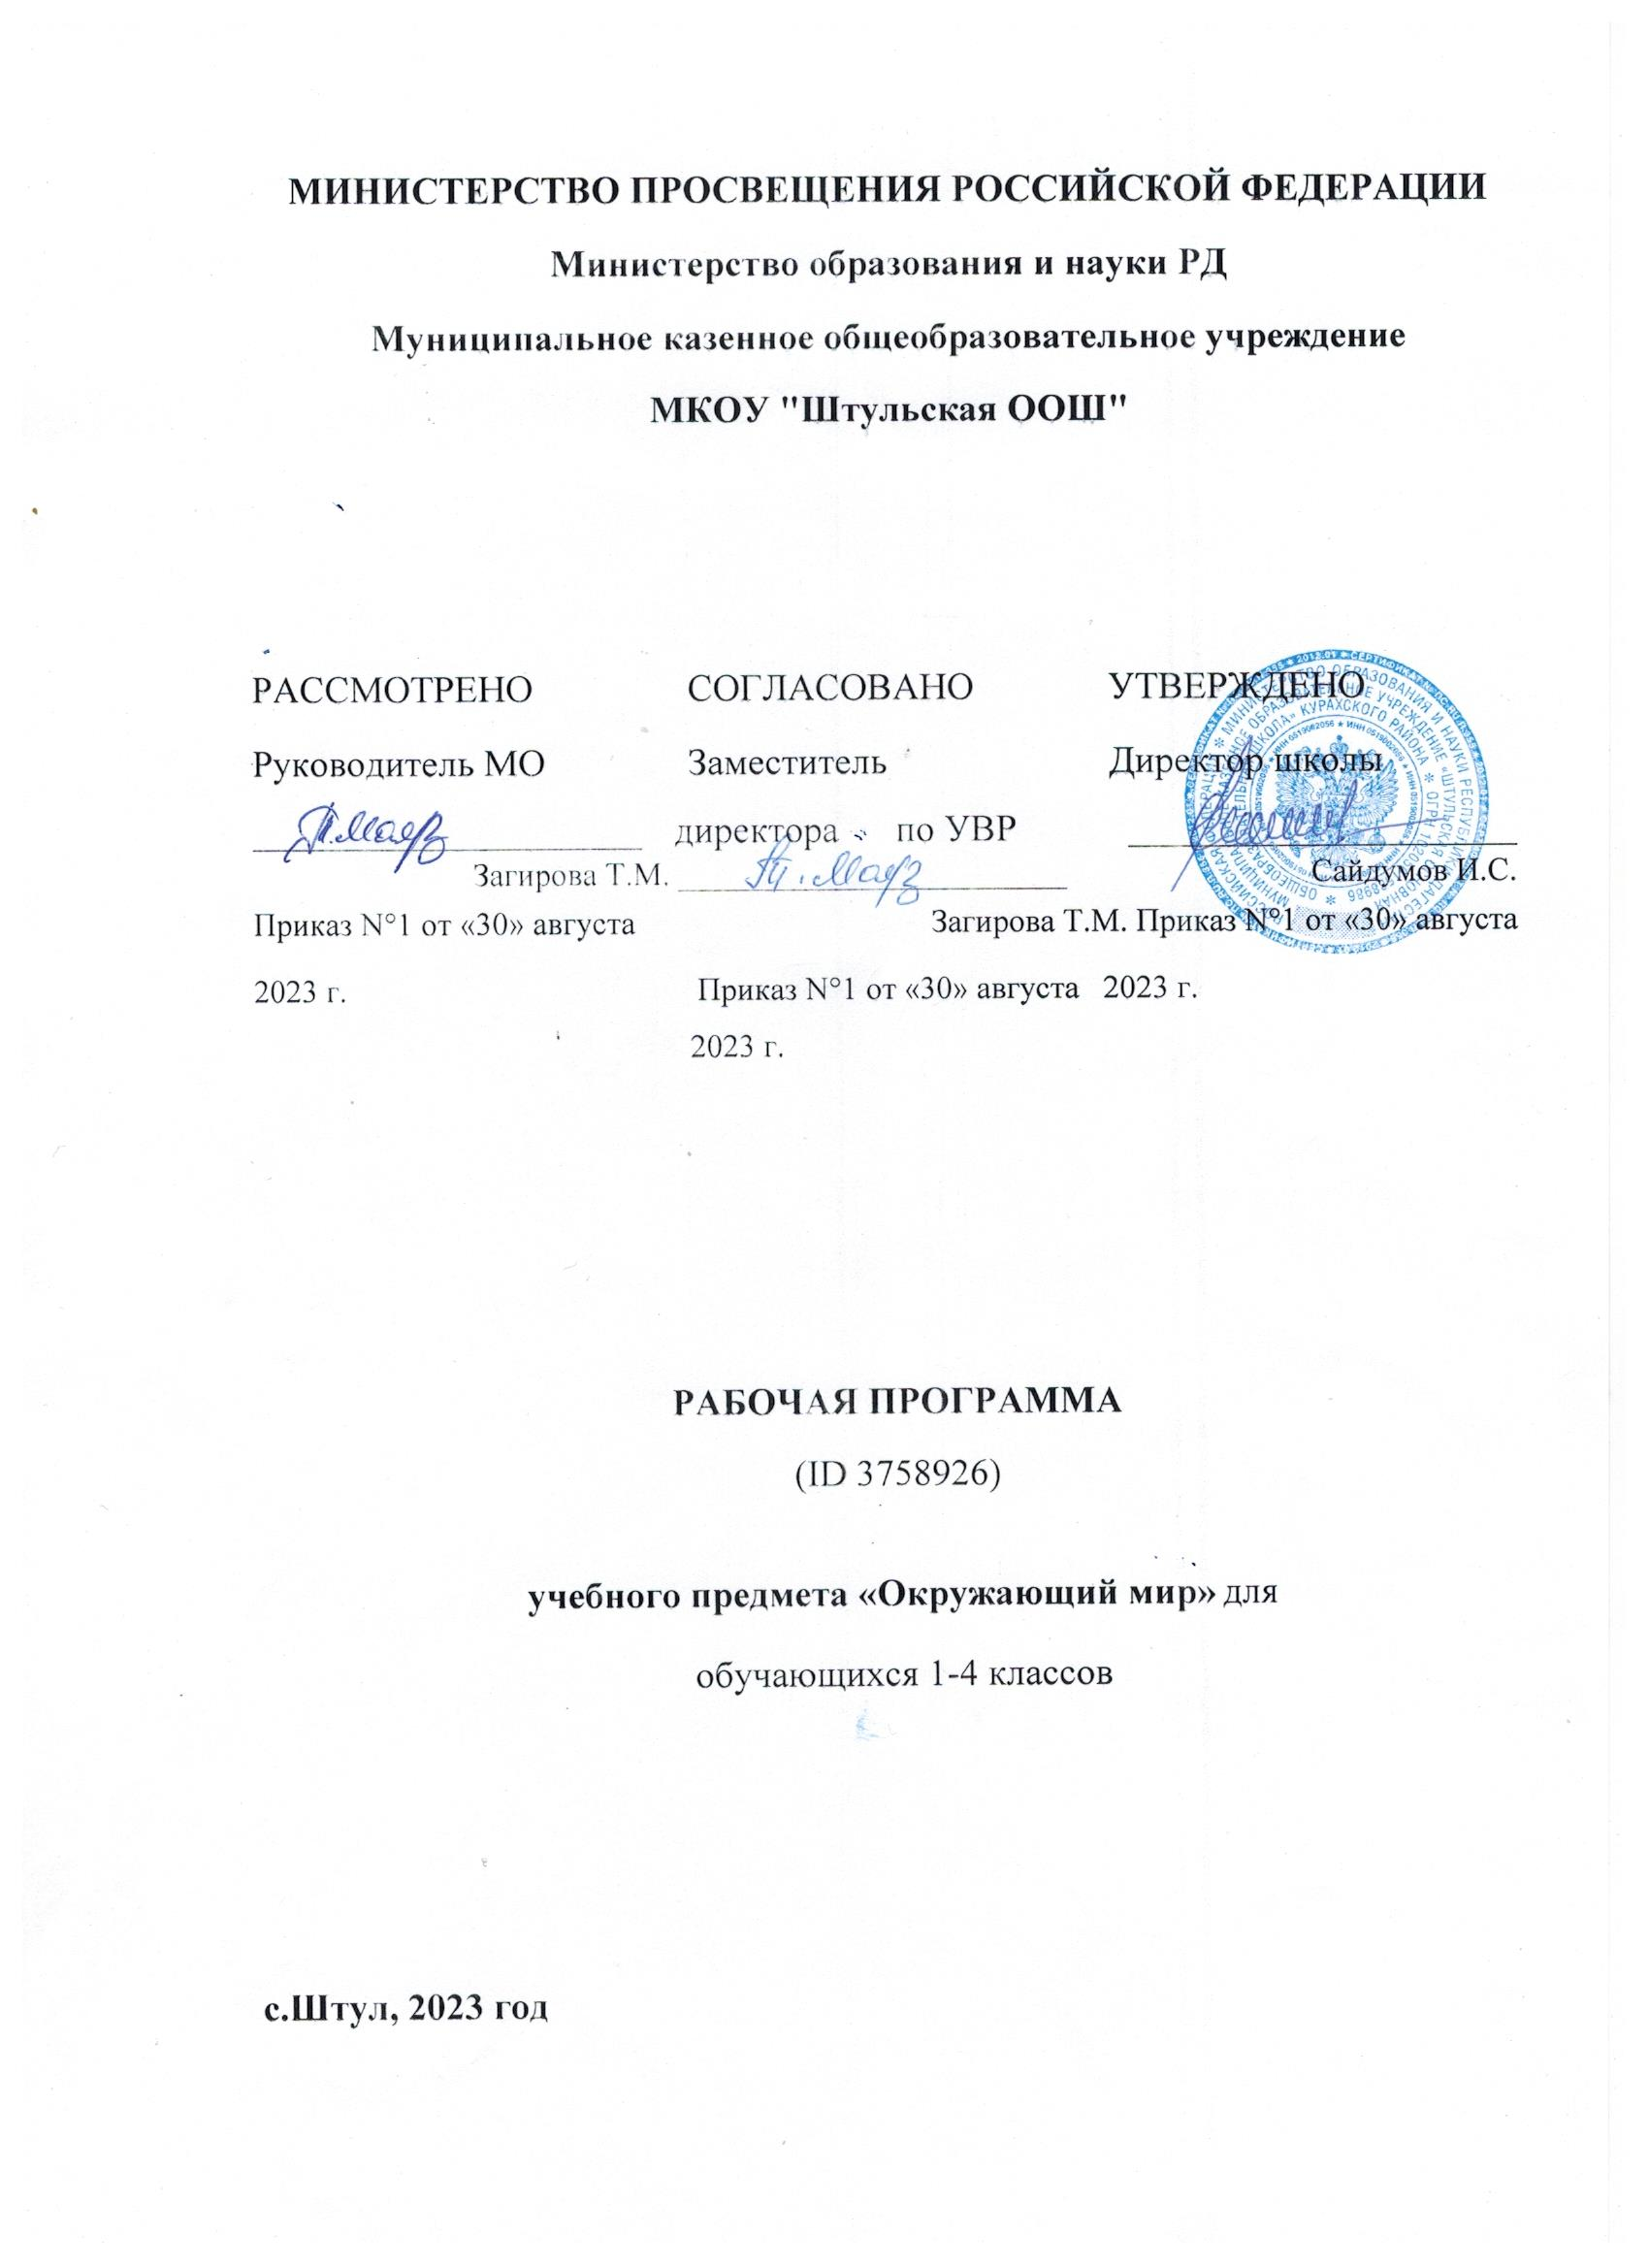 МИНИСТЕРСТВО ПРОСВЕЩЕНИЯ РОССИЙСКОЙ ФЕДЕРАЦИИ
Министерство образования и науки РД
Муниципальное казенное общеобразовательное учреждение
МКОУ "Штульская ООШ"
РАССМОТРЕНО
Руководитель МО
Загирова Т.М.
Приказ N°1 от «30» августа
2023 г.
СОГЛАСОВАНО
Заместитель
директора по УВР
Загирова Т.М.
Приказ N°1 от «30» августа
2023 г.
УТВЕРЖДЕНО
Директор школы
Сайдумов И.С.
Приказ N°1 от «30» августа
2023 г.
РАБОЧАЯ ПРОГРАММА
(ID 3758926)
учебного предмета «Окружающий мир» для
обучающихся 1-4 классов
с.Штул, 2023 год